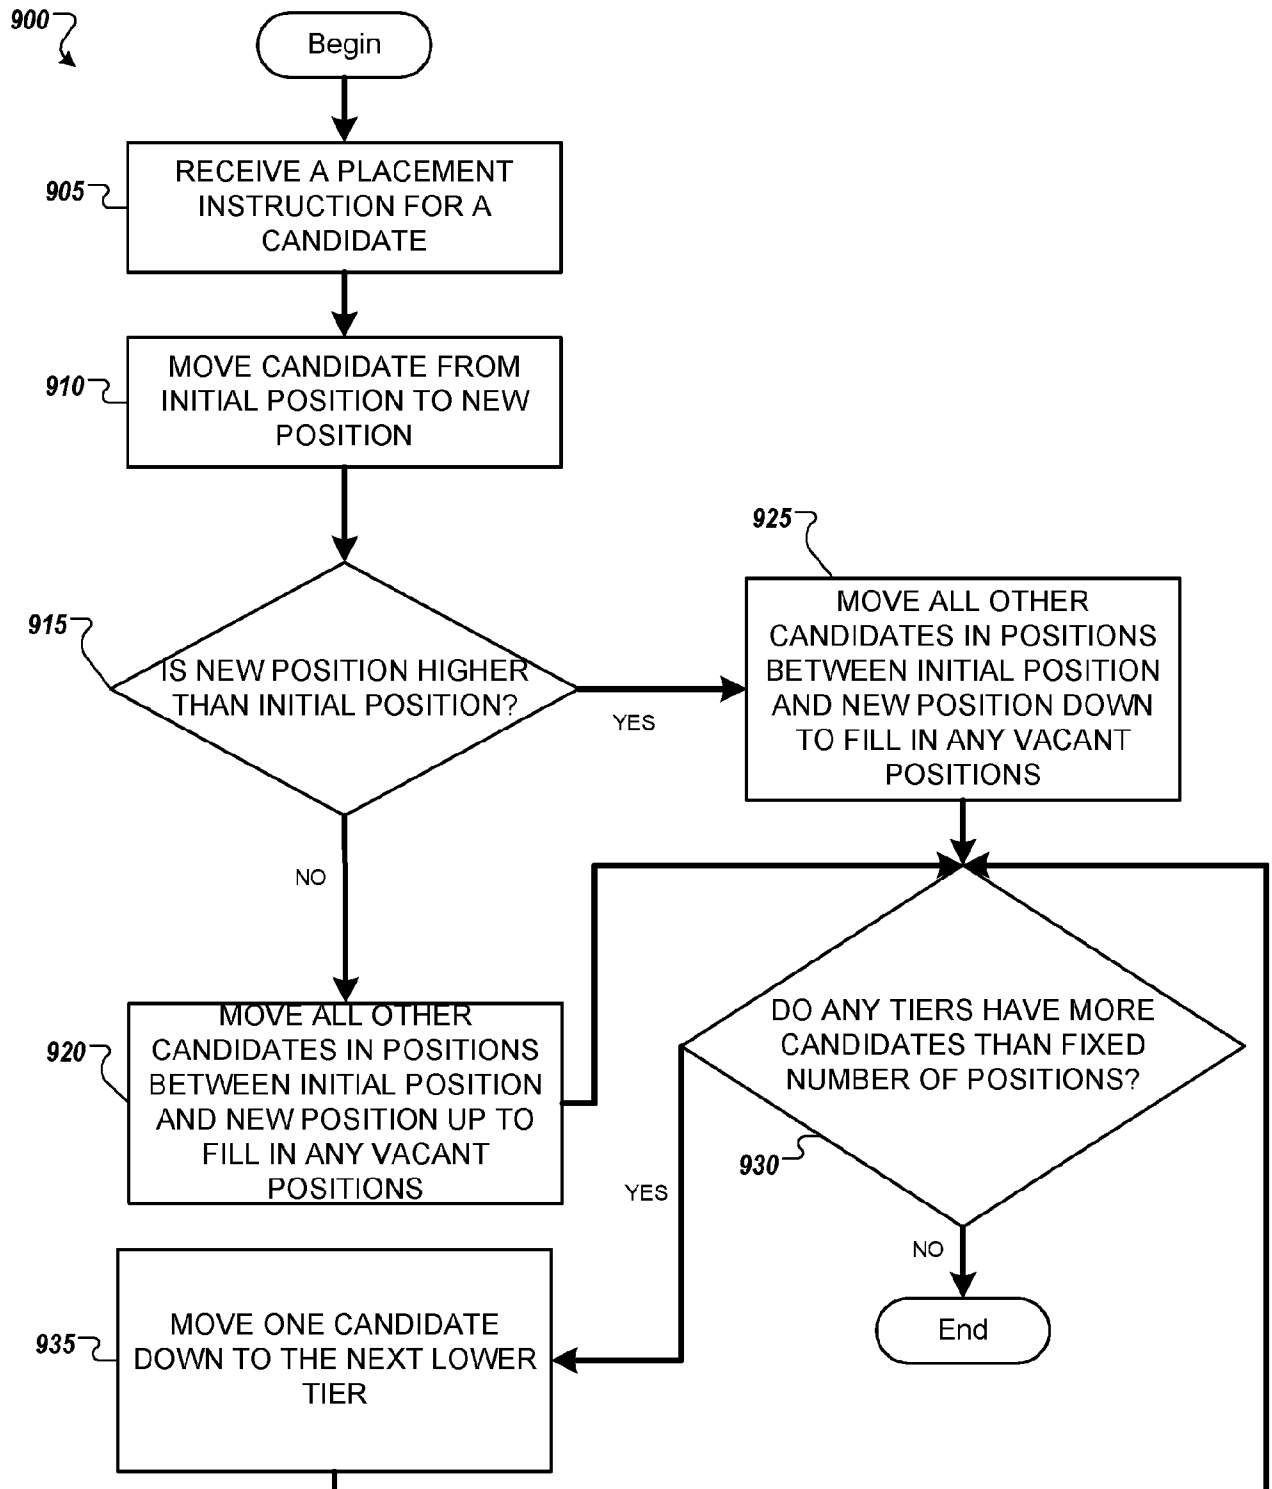 900
Begin
905
RECEIVE A PLACEMENT
INSTRUCTION FOR A
CANDIDATE
910
MOVE CANDIDATE FROM
INITIAL POSITION TO NEW
POSITION
915
IS NEW POSITION HIGHER
THAN INITIAL POSITION?
YES
NO
925
MOVE ALL OTHER
CANDIDATES IN POSITIONS
BETWEEN INITIAL POSITION
AND NEW POSITION DOWN
TO FILL IN ANY VACANT
POSITIONS
920
MOVE ALL OTHER
CANDIDATES IN POSITIONS
BETWEEN INITIAL POSITION
AND NEW POSITION UP TO
FILL IN ANY VACANT
POSITIONS
DO ANY TIERS HAVE MORE
CANDIDATES THAN FIXED
NUMBER OF POSITIONS?
930
YES
NO
End
935
MOVE ONE CANDIDATE
DOWN TO THE NEXT LOWER
TIER